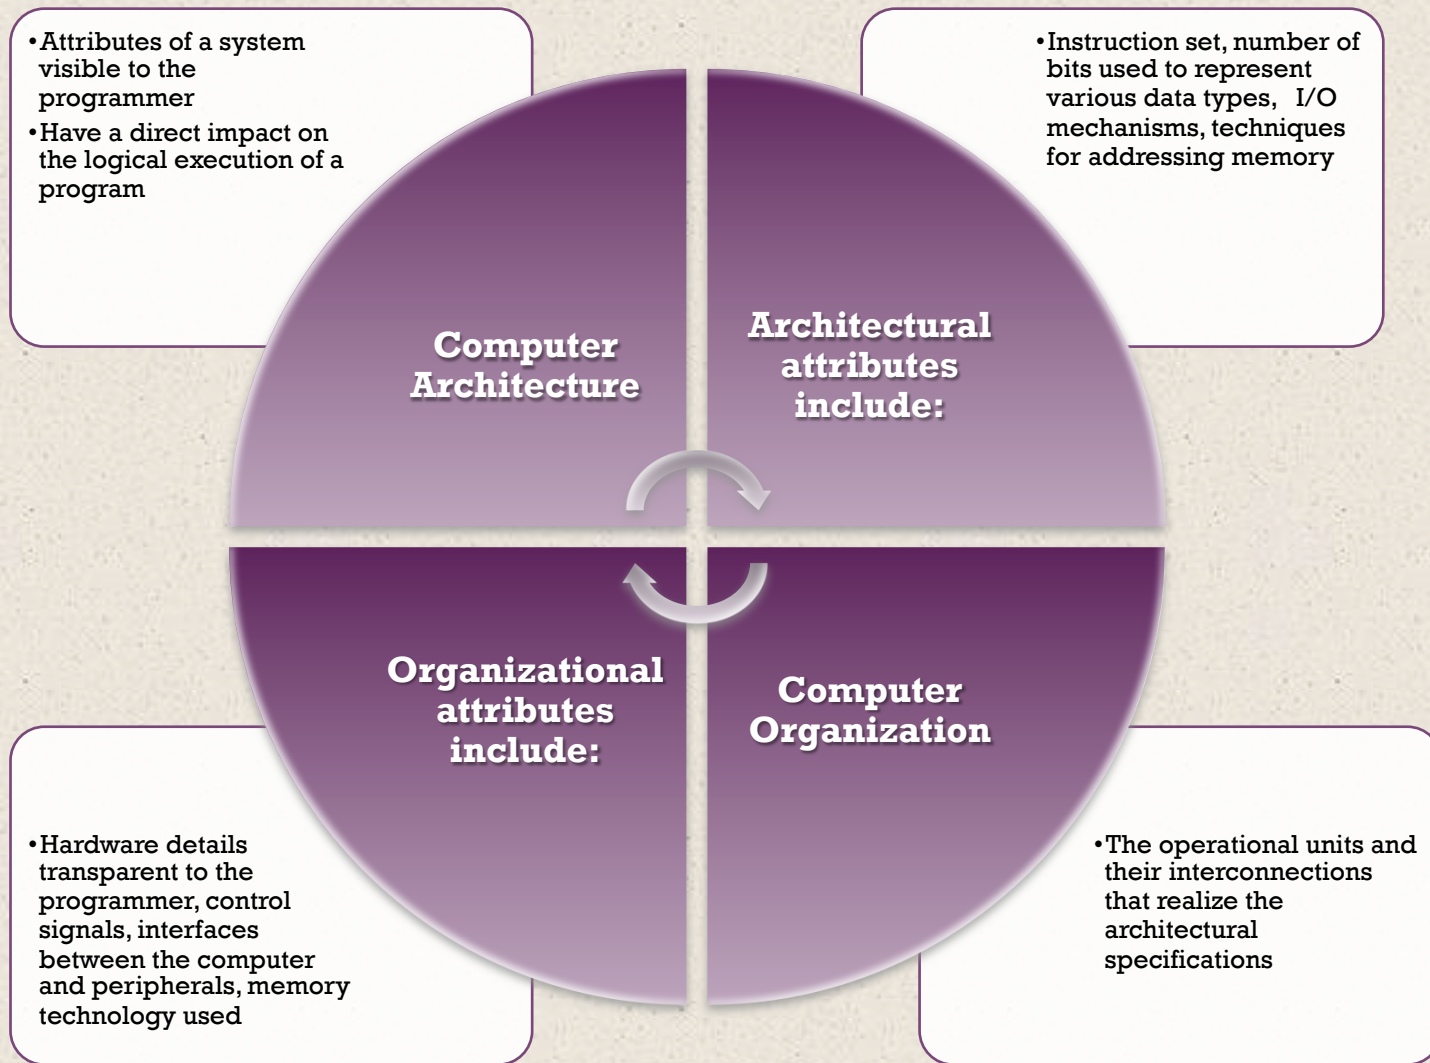 •Attributes of a system
visible to the
programmer
•Have a direct impact on
the logical execution of a
program
•Instruction set, number of
bits used to represent
various data types, I/O
mechanisms, techniques
for addressing memory
Computer
Architecture
Architectural
attributes
include:
Organizational
attributes
include:
Computer
Organization
•Hardware details
transparent to the
programmer, control
signals, interfaces
between the computer
and peripherals, memory
technology used
•The operational units and
their interconnections
that realize the
architectural
specifications